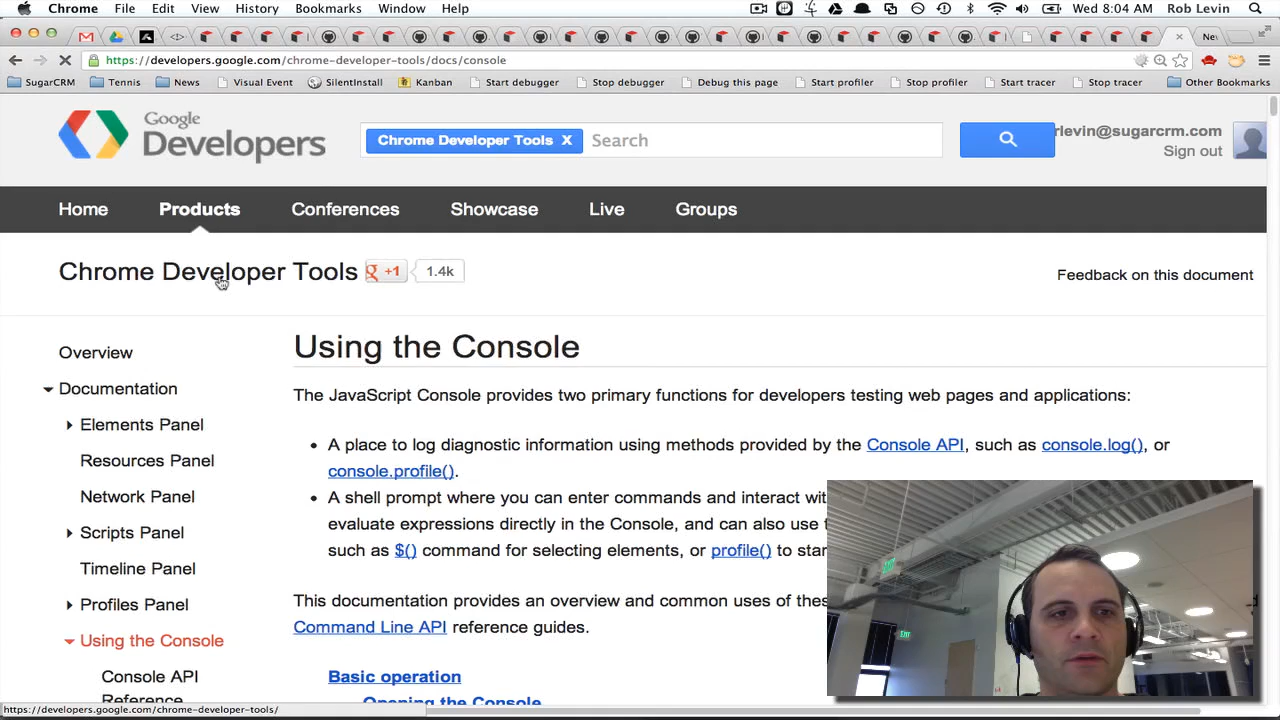 Chrome File Edit View History Bookmarks Window Help Wed 8:04 AM Rob Levin
Nev
https://developers.google.com/chrome-developer-tools/docs/console
SugarCRM Tennis News Visual Event SilentInstall Kanban Start debugger Stop debugger Debug this page Start profiler Stop profiler Start tracer Stop tracer Other Bookmarks
Google
Developers
Chrome Developer Tools X Search
rlevin@sugarcrm.com
Sign out
Home Products Conferences Showcase Live Groups
Chrome Developer Tools +1 1.4k
Feedback on this document
Overview
Documentation
Elements Panel
Resources Panel
Network Panel
Scripts Panel
Timeline Panel
Profiles Panel
Using the Console
Console API
Reference
Using the Console
The JavaScript Console provides two primary functions for developers testing web pages and applications:
• A place to log diagnostic information using methods provided by the Console API, such as console.log(), or
console.profile().
• A shell prompt where you can enter commands and interact wit
evaluate expressions directly in the Console, and can also use
such as $() command for selecting elements, or profile() to star
This documentation provides an overview and common uses of thes
Command Line API reference guides.
Basic operation
Opening the Console
EXIT
https://developers.google.com/chrome-developer-tools/